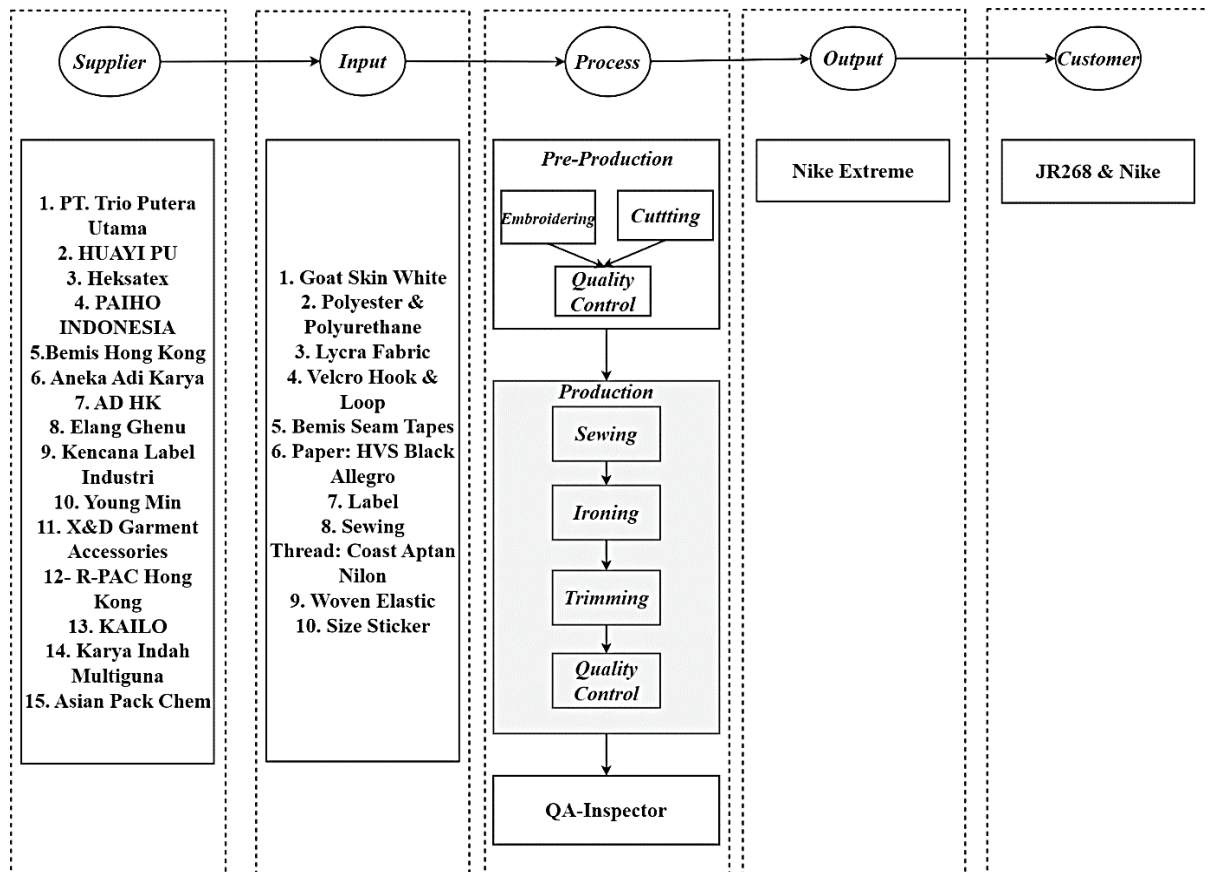 Supplier
Input
Process
Output
Customer
1. PT. Trio Putera
Utama
2. HUAYI PU
3. Heksatex
4. PAIHO
INDONESIA
5.Bemis Hong Kong
6. Aneka Adi Karya
7. AD HK
8. Elang Ghenu
9. Kencana Label
Industri
10. Young Min
11. X&D Garment
Accessories
12- R-PAC Hong
Kong
13. KAILO
14. Karya Indah
Multiguna
15. Asian Pack Chem
1. Goat Skin White
2. Polyester &
Polyurethane
3. Lycra Fabric
4. Velcro Hook &
Loop
5. Bemis Seam Tapes
6. Paper: HVS Black
Allegro
7. Label
8. Sewing
Thread: Coast Aptan
Nilon
9. Woven Elastic
10. Size Sticker
Pre-Production
Embroidering
Cuttting
Quality
Control
Production
Sewing
Ironing
Trimming
Quality
Control
QA-Inspector
Nike Extreme
JR268 & Nike